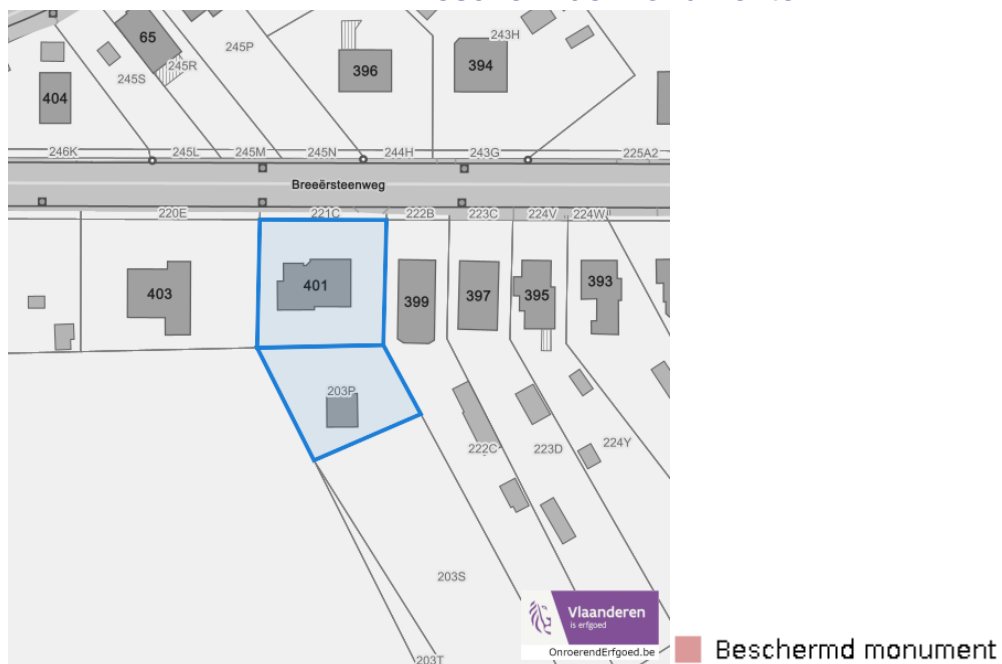 65
245P
243H
245R
245S
396
394
404
246K
245L
245M
245N
244H
243G
225A2
Breeërsteenweg
220E
221C
222B
223C
224V
224W
403
401
399
397
395
393
203P
222C
223D
224Y
203S
Vlaanderen
is erfgoed
OnroerendErfgoed.be
203T
Beschermd monument